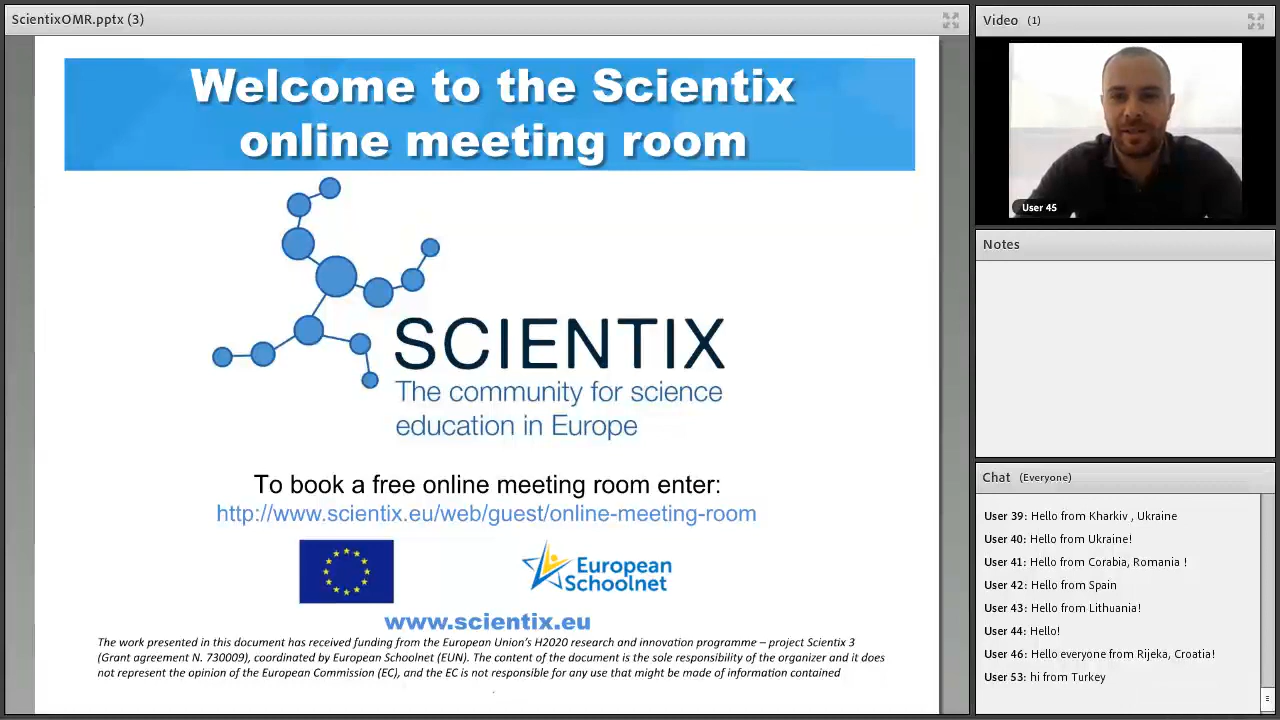 ScientixOMR.pptx (3)
Welcome to the Scientix
online meeting room
SCIENTIX
The community for science
education in Europe
To book a free online meeting room enter:
http://www.scientix.eu/web/guest/online-meeting-room
European
Schoolnet
www.scientix.eu
The work presented in this document has received funding from the European Union's H2020 research and innovation programme – project Scientix 3
(Grant agreement N. 730009), coordinated by European Schoolnet (EUN). The content of the document is the sole responsibility of the organizer and it does
not represent the opinion of the European Commission (EC), and the EC is not responsible for any use that might be made of information contained
Video (1)
User 45
Notes
Chat (Everyone)
User 39: Hello from Kharkiv , Ukraine
User 40: Hello from Ukraine!
User 41: Hello from Corabia, Romania !
User 42: Hello from Spain
User 43: Hello from Lithuania!
User 44: Hello!
User 46: Hello everyone from Rijeka, Croatia!
User 53: hi from Turkey